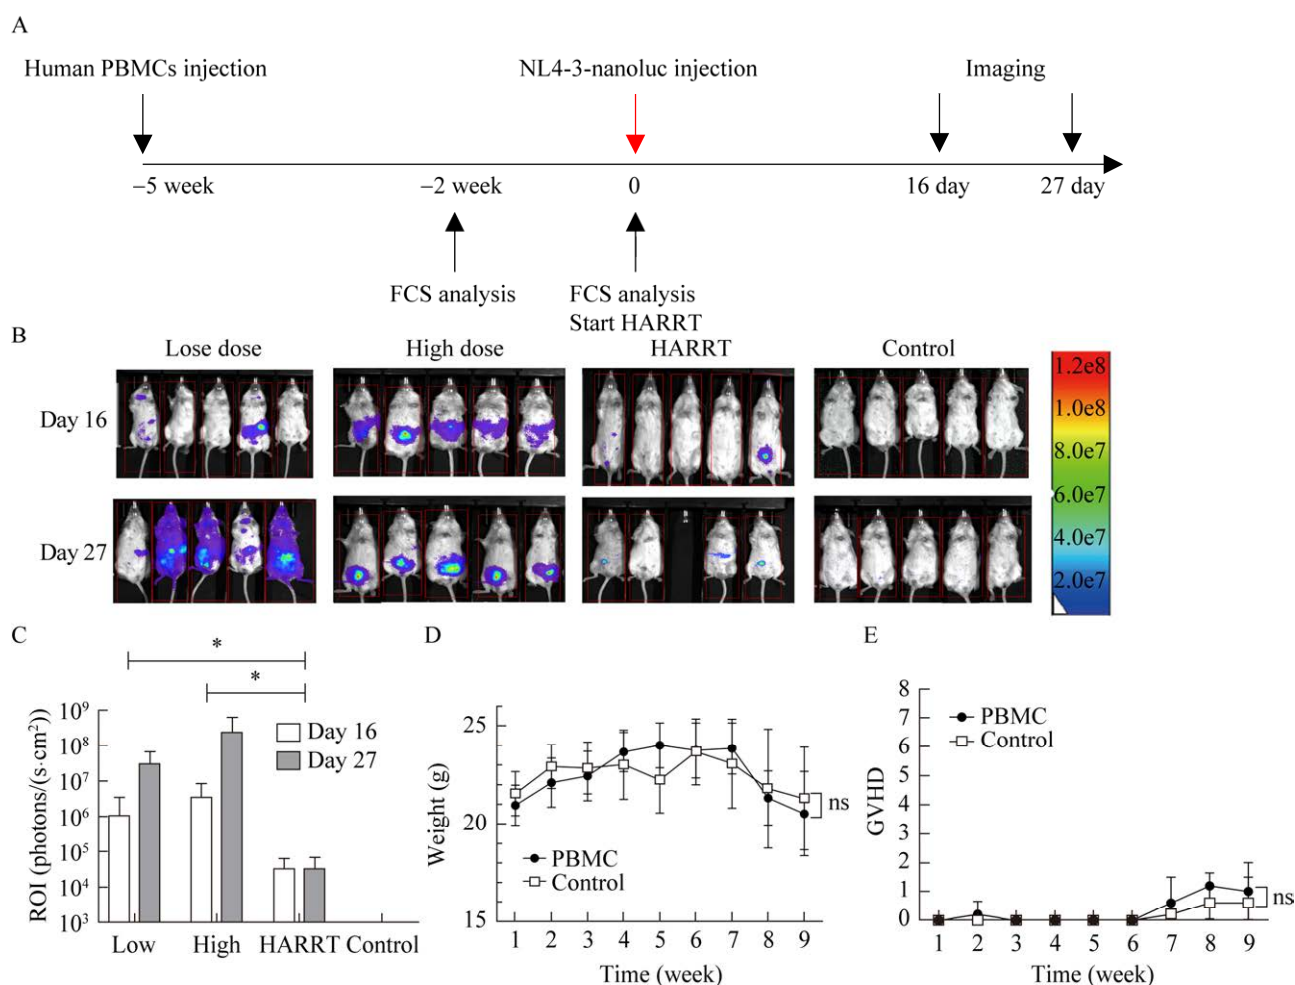 A
Human PBMCs injection
NL4-3-nanoluc injection
Imaging
−5 week
−2 week
0
16 day
27 day
FCS analysis
FCS analysis
Start HARRT
B
Lose dose
High dose
HARRT
Control
Day 16
Day 27
1.2e8
1.0e8
8.0e7
6.0e7
4.0e7
2.0e7
C
*
*
ROI (photons/(s·cm²))
10⁹
10⁸
10⁷
10⁶
10⁵
10⁴
10³
Day 16
Day 27
Low
High
HARRT
Control
D
Weight (g)
25
20
15
PBMC
Control
ns
1 2 3 4 5 6 7 8 9
Time (week)
E
GVHD
8
7
6
5
4
3
2
1
0
PBMC
Control
ns
1 2 3 4 5 6 7 8 9
Time (week)